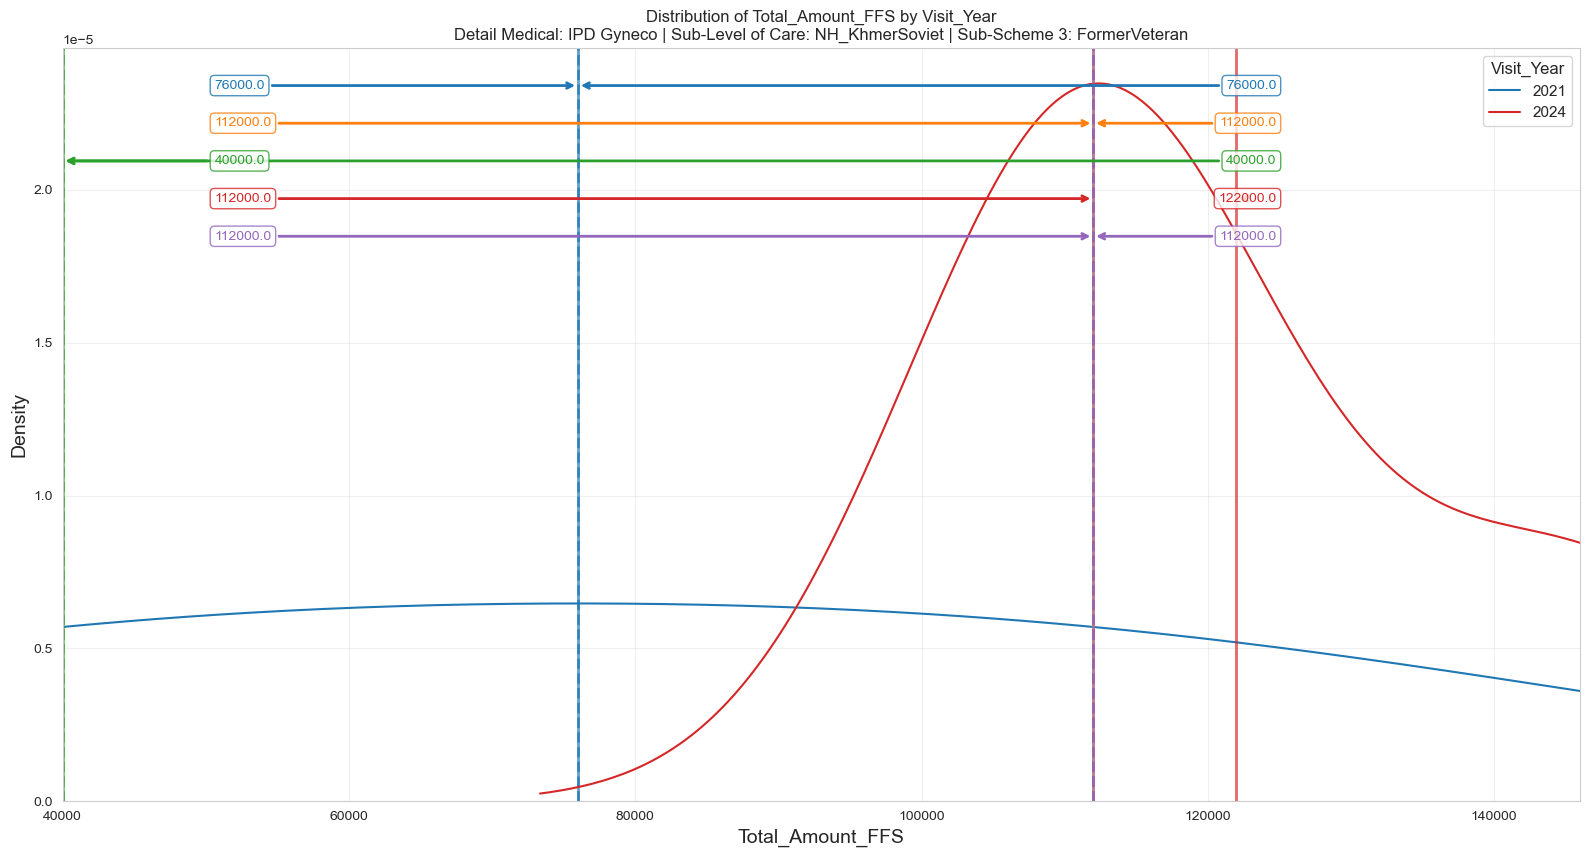 Distribution of Total_Amount_FFS by Visit_Year
Detail Medical: IPD Gyneco | Sub-Level of Care: NH_KhmerSoviet | Sub-Scheme 3: FormerVeteran
1e−5
Visit_Year
2021
2024
76000.0 76000.0
112000.0 112000.0
40000.0 40000.0
112000.0 122000.0
112000.0 112000.0
2.0
1.5
1.0
0.5
0.0
Density
40000 60000 80000 100000 120000 140000
Total_Amount_FFS